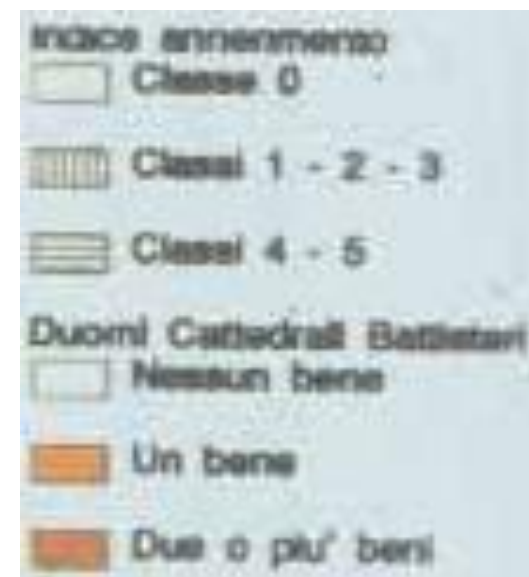 Indice annerimento
Classe 0
Classi 1 - 2 - 3
Classi 4 - 5
Duomi Cattedrali Battisteri
Nessun bene
Un bene
Due o piu' beni